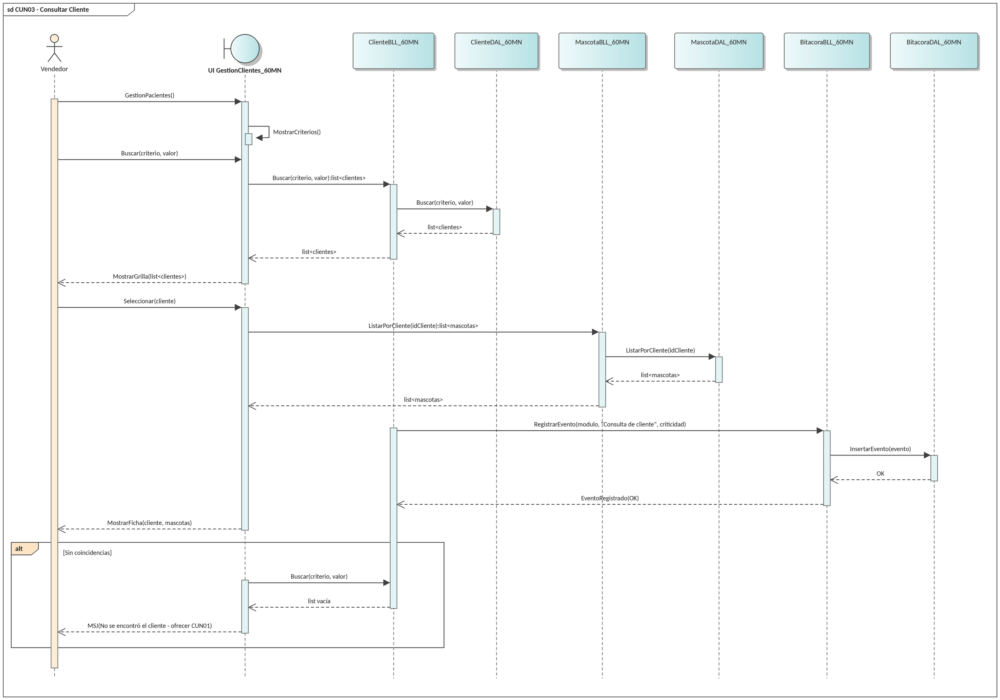 sd CUN03 - Consultar Cliente
Vendedor
UI GestionClientes_60MN
ClienteBLL_60MN
ClienteDAL_60MN
MascotaBLL_60MN
MascotaDAL_60MN
BitacoraBLL_60MN
BitacoraDAL_60MN
GestionPacientes()
MostrarCriterios()
Buscar(criterio, valor)
Buscar(criterio, valor):list<clientes>
Buscar(criterio, valor)
list<clientes>
list<clientes>
MostrarGrilla(list<clientes>)
Seleccionar(cliente)
ListarPorCliente(idCliente):list<mascotas>
ListarPorCliente(idCliente)
list<mascotas>
list<mascotas>
RegistrarEvento(modulo, "Consulta de cliente", criticidad)
InsertarEvento(evento)
OK
EventoRegistrado(OK)
MostrarFicha(cliente, mascotas)
alt
[Sin coincidencias]
Buscar(criterio, valor)
list vacía
MSJ(No se encontró el cliente - ofrecer CUN01)